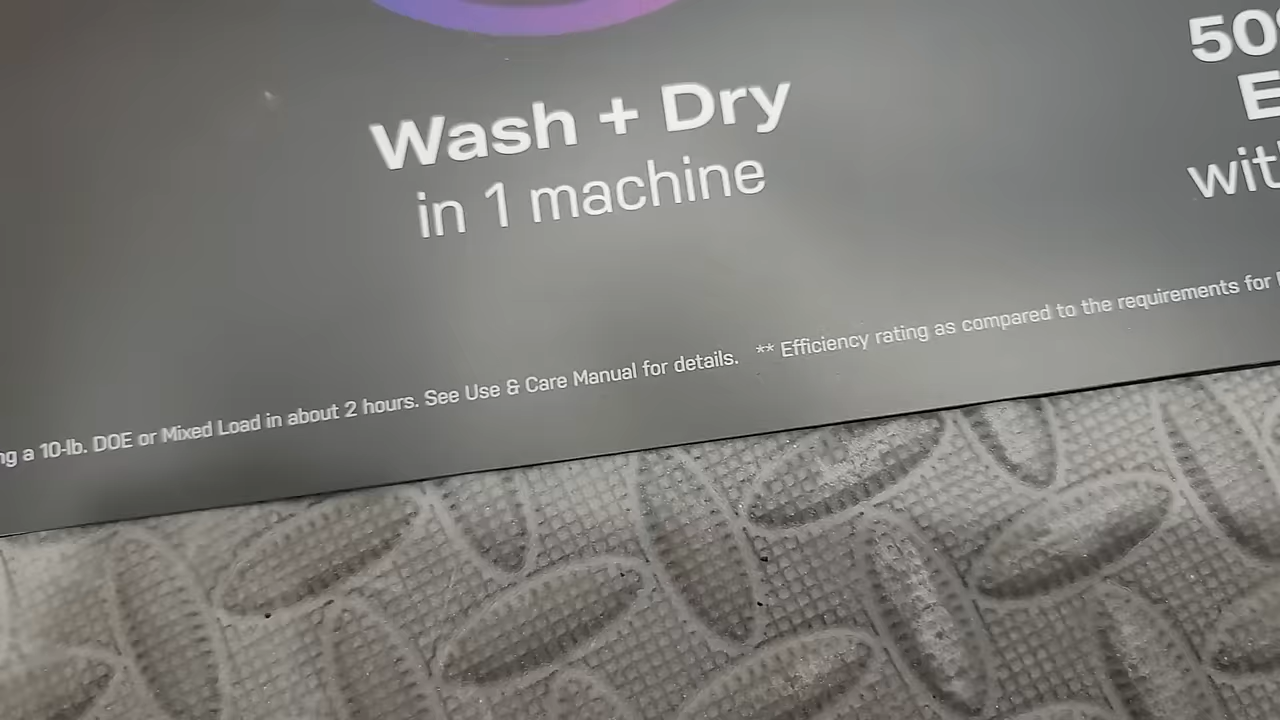 Wash + Dry
in 1 machine
50
with
a 10-lb. DOE or Mixed Load in about 2 hours. See Use & Care Manual for details. ** Efficiency rating as compared to the requirements for